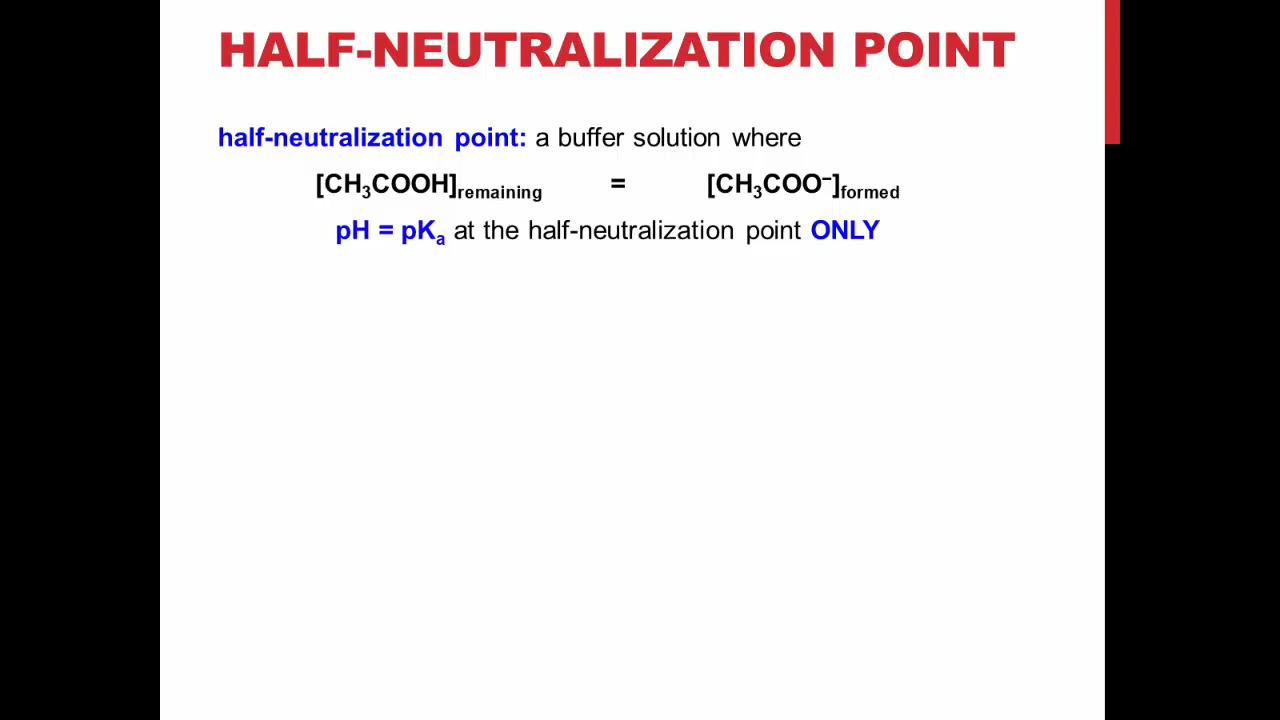 HALF-NEUTRALIZATION POINT
half-neutralization point: a buffer solution where
[CH₃COOH]remaining = [CH₃COO⁻]formed
pH = pKₐ at the half-neutralization point ONLY